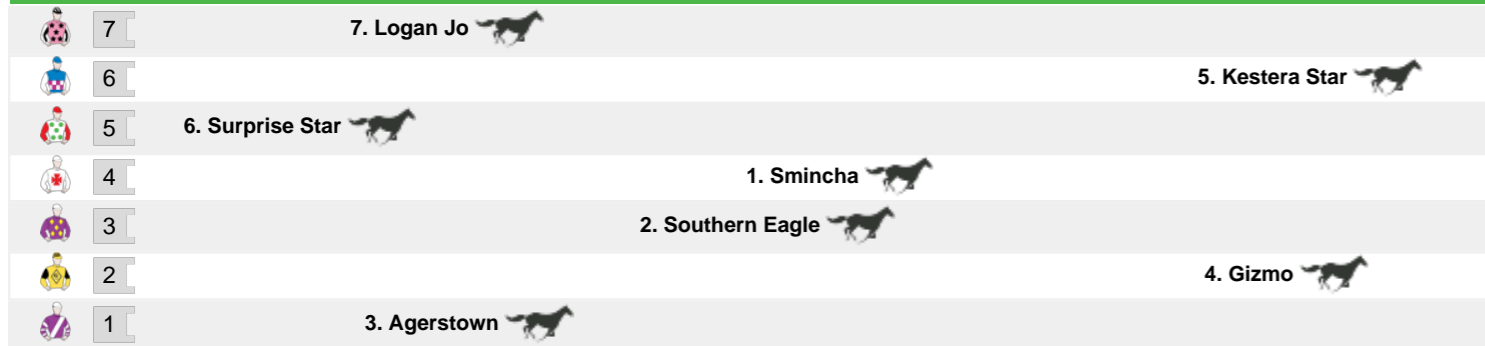 7 7. Logan Jo
6 5. Kestera Star
5 6. Surprise Star
4 1. Smincha
3 2. Southern Eagle
2 4. Gizmo
1 3. Agerstown